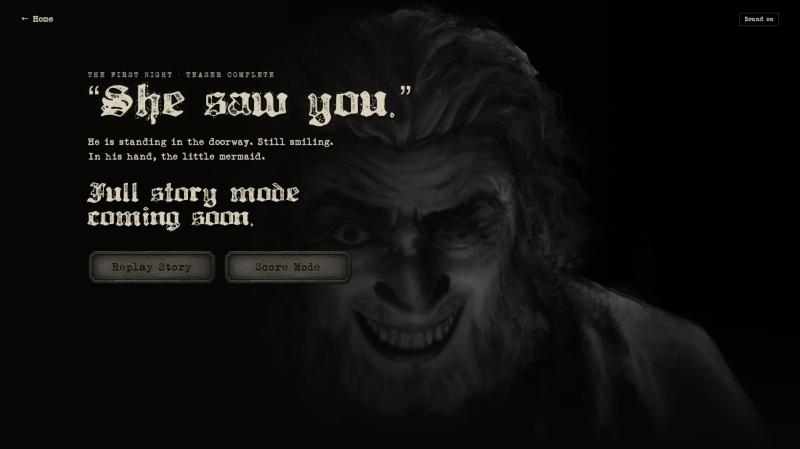 ← Home
Sound on
THE FIRST NIGHT · TEASER COMPLETE
“She saw you.”
He is standing in the doorway. Still smiling.
In his hand, the little mermaid.
Full story mode
coming soon.
Replay Story
Score Mode